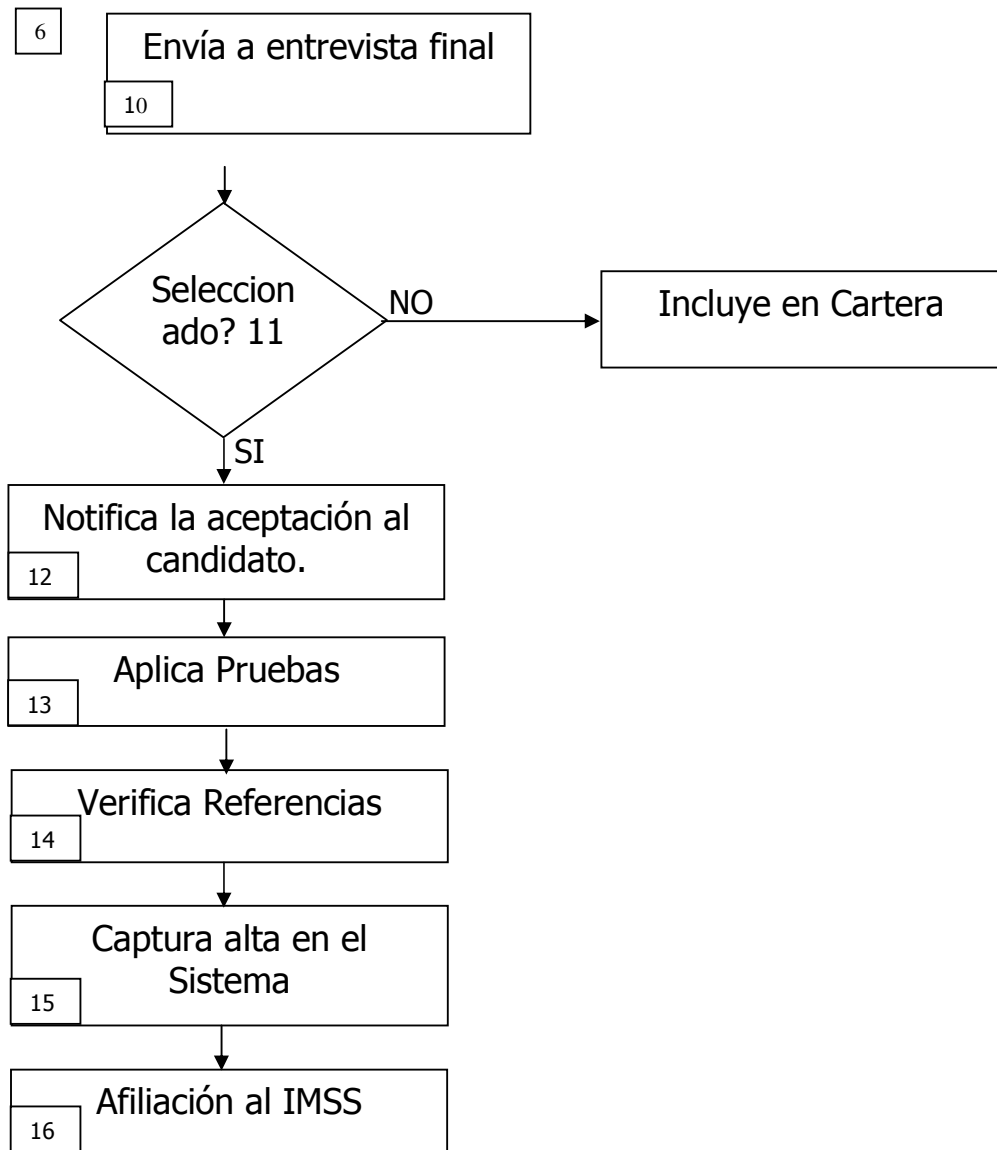 6
Envía a entrevista final
10
Seleccion
ado? 11
NO
Incluye en Cartera
SI
Notifica la aceptación al
candidato.
12
Aplica Pruebas
13
Verifica Referencias
14
Captura alta en el
Sistema
15
Afiliación al IMSS
16